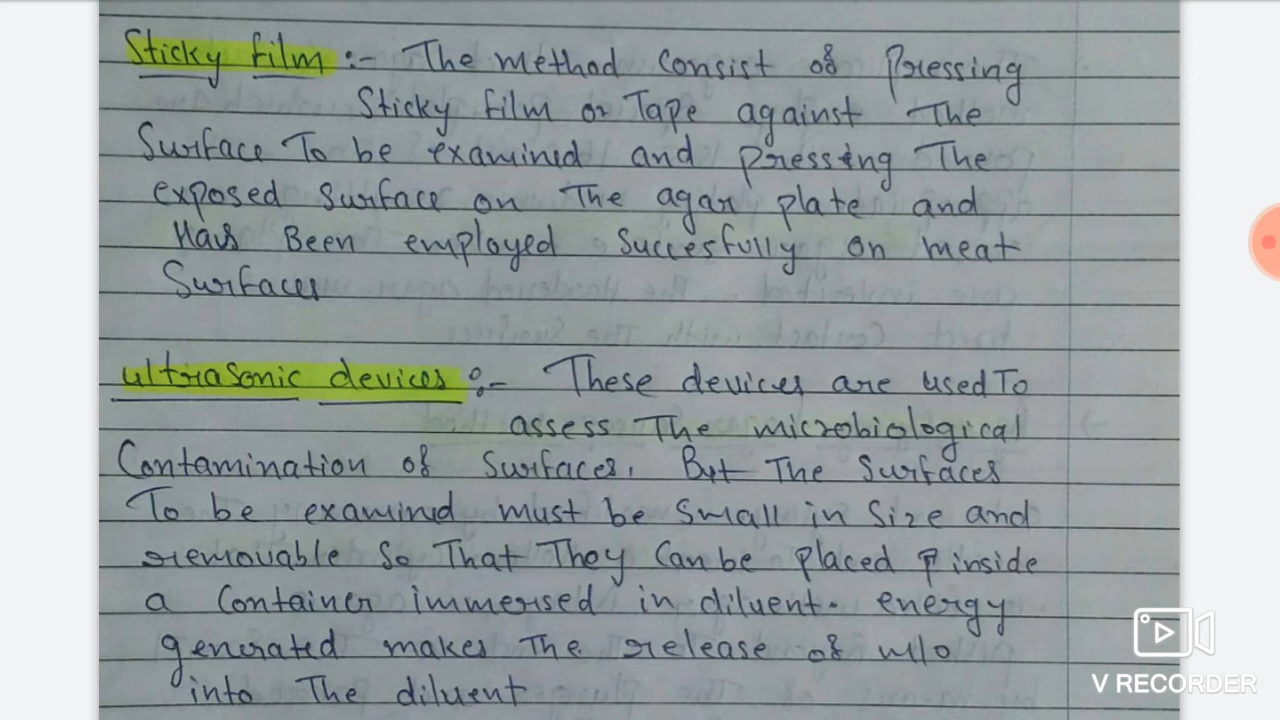 Sticky film :- The method consist of Pressing
Sticky film or Tape against The
Surface To be examined and pressing The
exposed surface on The agar plate and
Has Been employed Succesfully on meat
Surfaces
ultrasonic devices :- These devices are used To
assess The microbiological
Contamination of surfaces. But The surfaces
To be examined must be small in size and
removable So That They Can be placed inside
a Container immersed in diluent. energy
generated makes The release of m/o
into The diluent
V RECORDER